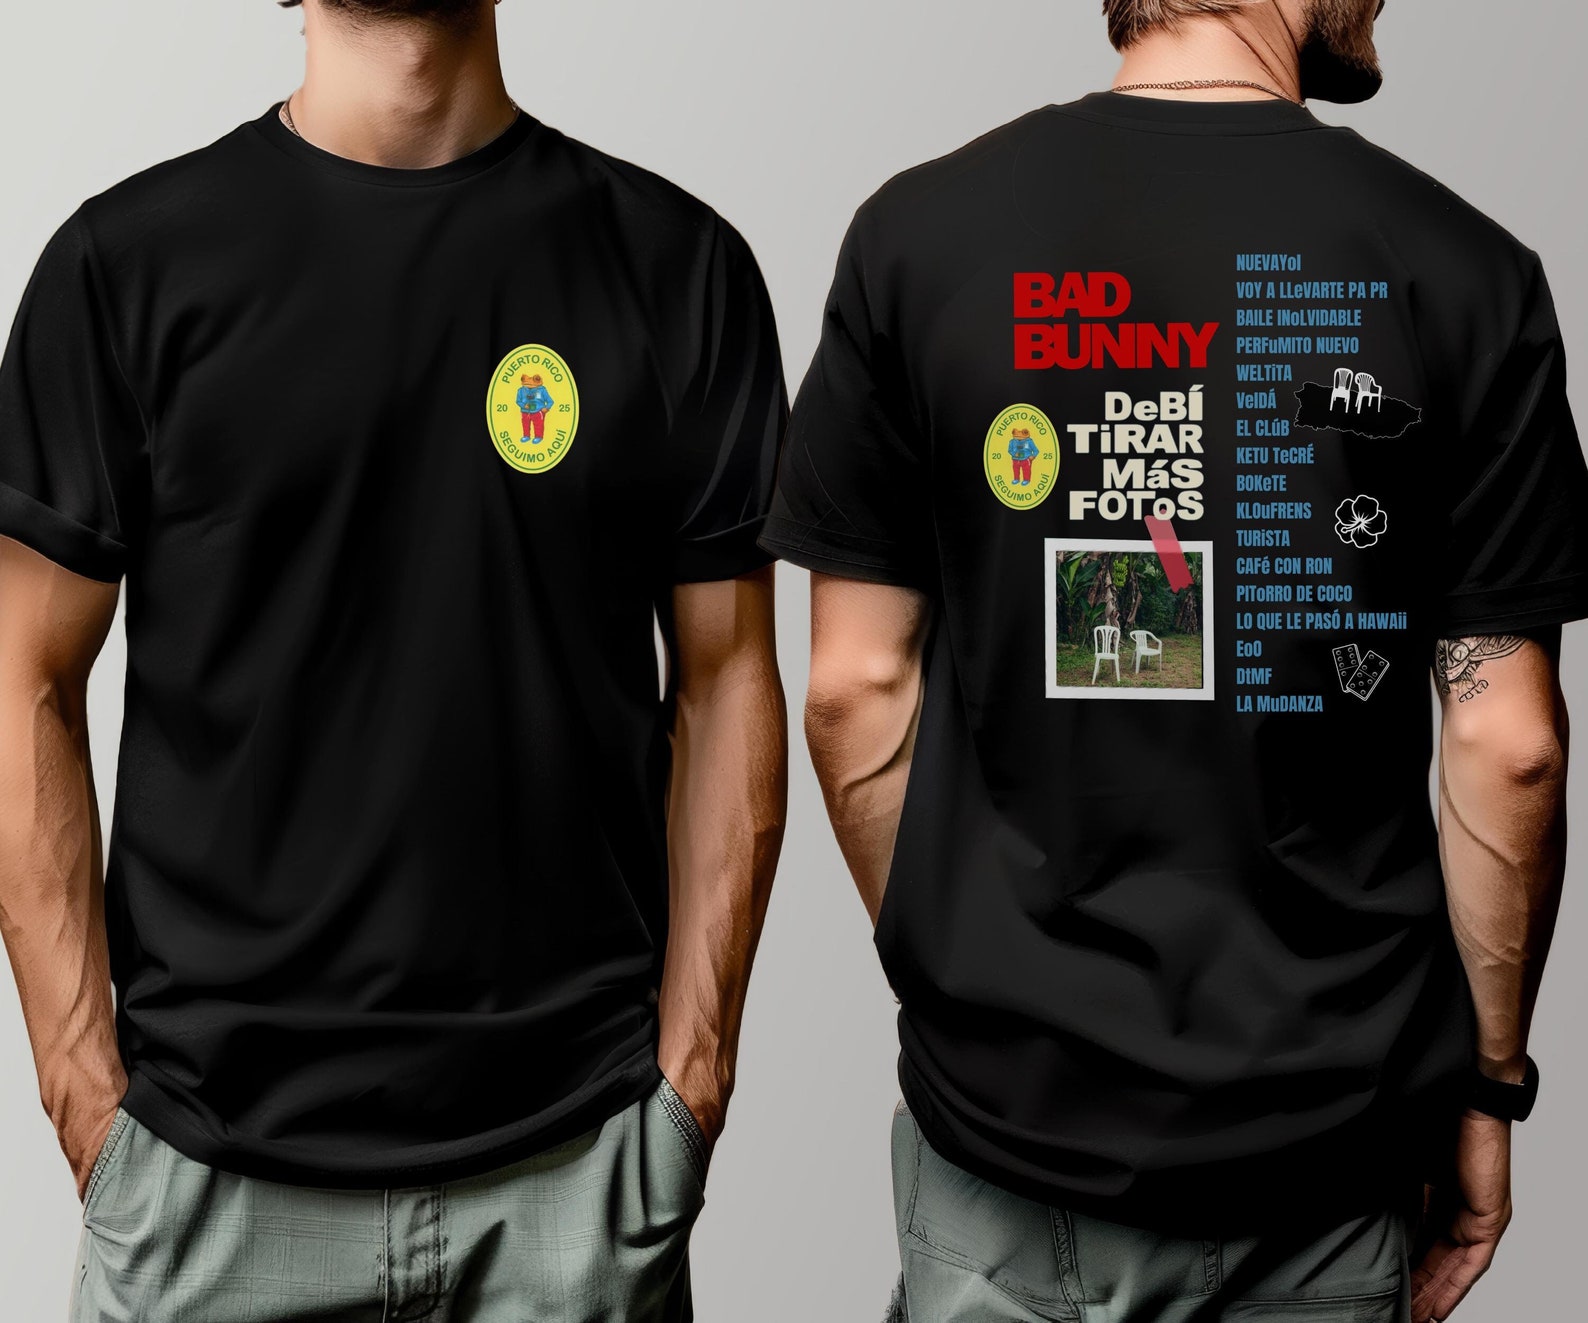 PUERTO RICO
20 25
SEGUIMO AQUÍ
BAD
BUNNY
DeBÍ
TiRAR
MáS
FOToS
PUERTO RICO
20 25
SEGUIMO AQUÍ
NUEVAYol
VOY A LLeVARTE PA PR
BAILE INoLVIDABLE
PERFuMITO NUEVO
WELTiTA
VeLDÁ
EL CLúB
KETU TeCRÉ
BOKeTE
KLOuFRENS
TURiSTA
CAFé CON RON
PIToRRO DE COCO
LO QUE LE PASÓ A HAWAii
EoO
DtMF
LA MuDANZA